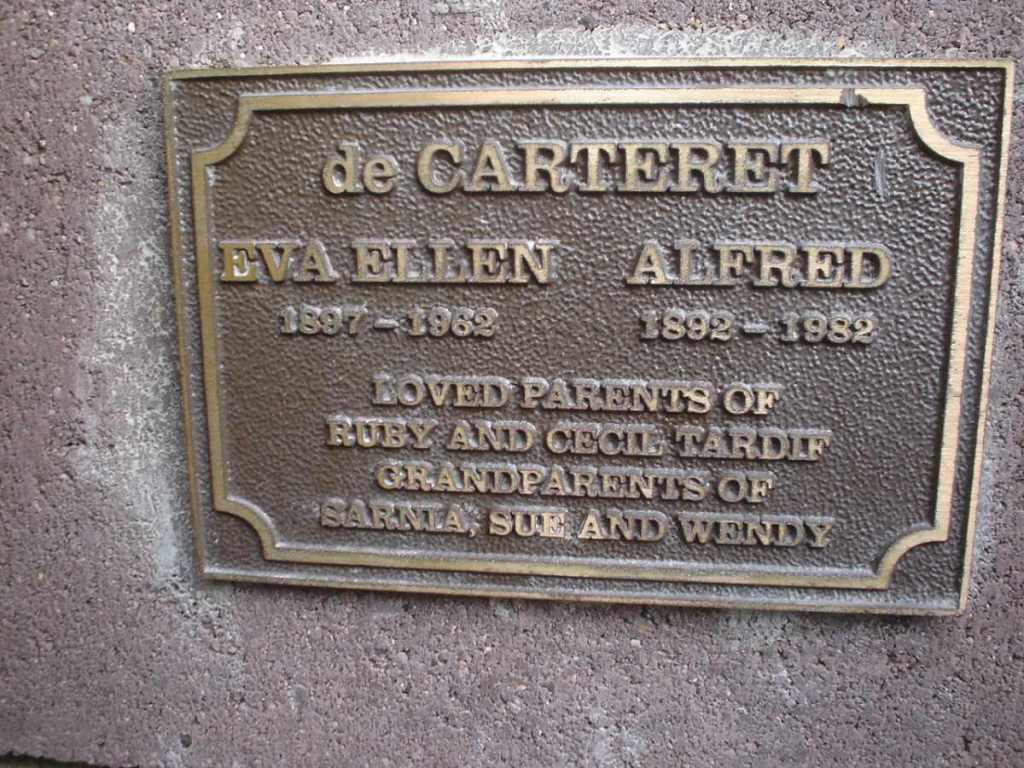 de CARTERET
EVA ELLEN ALFRED
1897 - 1962 1892 - 1982
LOVED PARENTS OF
RUBY AND CECIL TARDIF
GRANDPARENTS OF
SARNIA, SUE AND WENDY